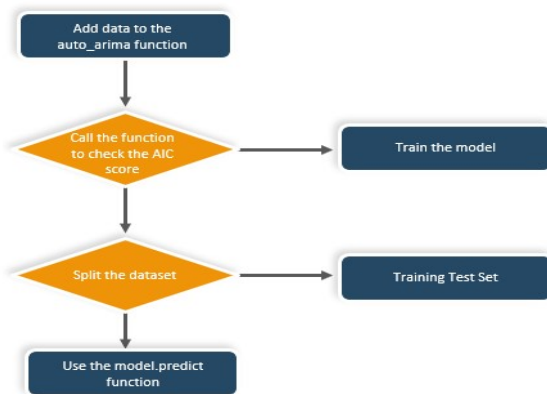 Add data to the
auto_arima function
Call the function
to check the AIC
score
Train the model
Split the dataset
Training Test Set
Use the model.predict
function